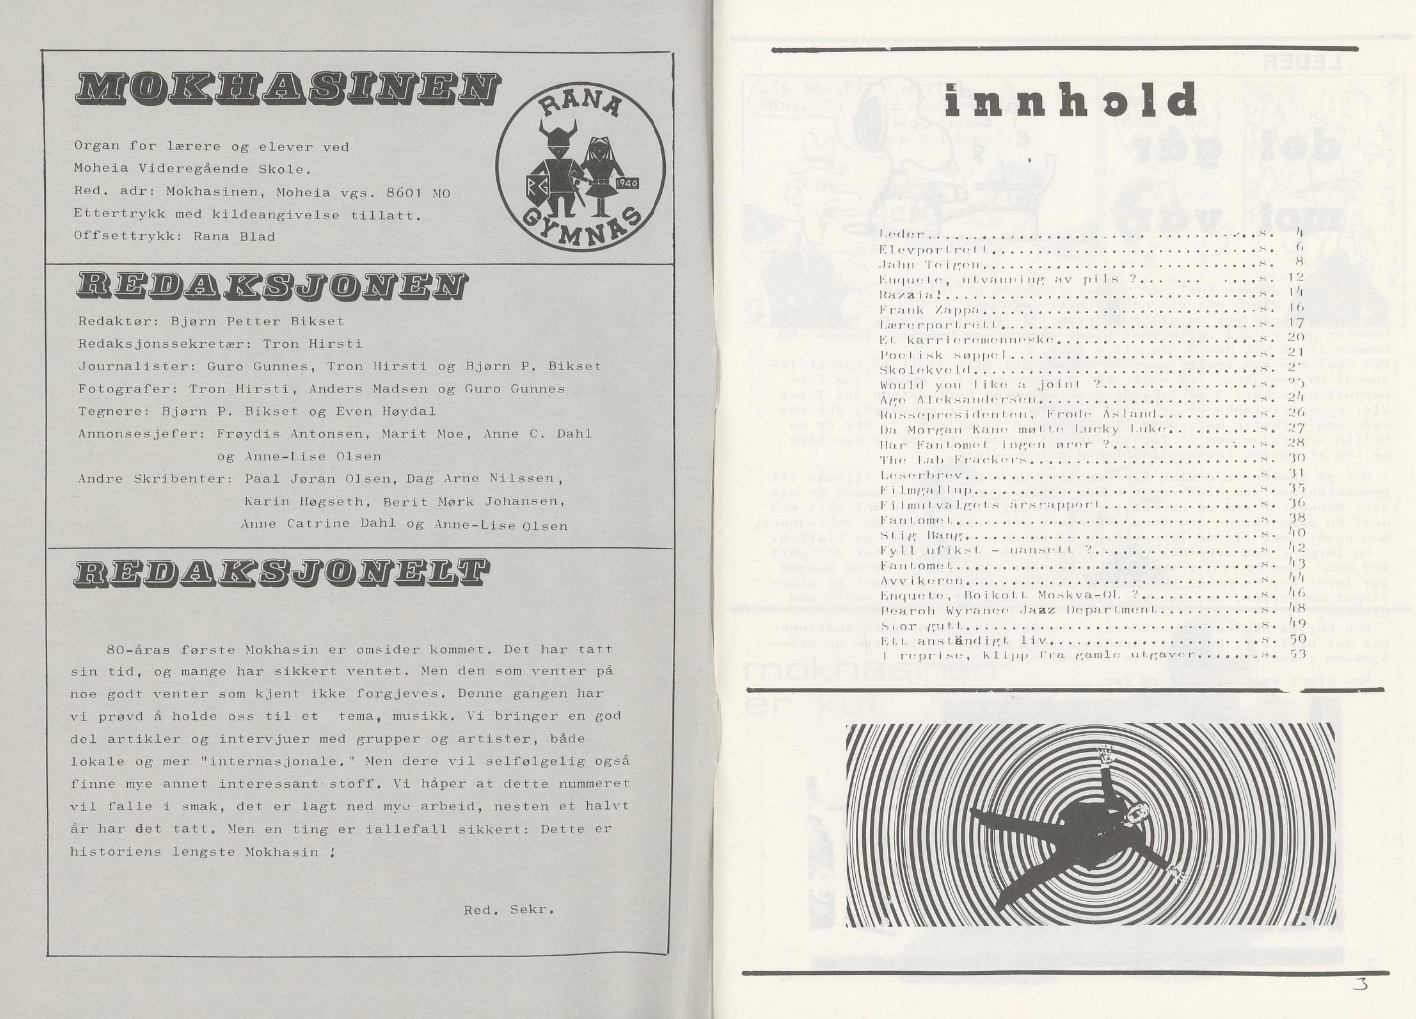 MOKHASINEN
RANA
GYMNAS
RG
1940
Organ for lærere og elever ved
Moheia Videregående Skole.
Red. adr: Mokhasinen, Moheia vgs. 8601 MO
Ettertrykk med kildeangivelse tillatt.
Offsettrykk: Rana Blad
REDAKSJONEN
Redaktør: Bjørn Petter Bikset
Redaksjonssekretær: Tron Hirsti
Journalister: Guro Gunnes, Tron Hirsti og Bjørn P. Bikset
Fotografer: Tron Hirsti, Anders Madsen og Guro Gunnes
Tegnere: Bjørn P. Bikset og Even Høydal
Annonsesjefer: Frøydis Antonsen, Marit Moe, Anne C. Dahl
og Anne-Lise Olsen
Andre Skribenter: Paal Jøran Olsen, Dag Arne Nilssen,
Karin Høgseth, Berit Mørk Johansen,
Anne Catrine Dahl og Anne-Lise Olsen
REDAKSJONELT
80-åras første Mokhasin er omsider kommet. Det har tatt
sin tid, og mange har sikkert ventet. Men den som venter på
noe godt venter som kjent ikke forgjeves. Denne gangen har
vi prøvd å holde oss til et tema, musikk. Vi bringer en god
del artikler og intervjuer med grupper og artister, både
lokale og mer "internasjonale." Men dere vil selfølgelig også
finne mye annet interessant stoff. Vi håper at dette nummeret
vil falle i smak, det er lagt ned mye arbeid, nesten et halvt
år har det tatt. Men en ting er iallefall sikkert: Dette er
historiens lengste Mokhasin !
Red. Sekr.
innhold
Leder..........s. 4
Elevportrett..........s. 6
Jahn Teigen..........s. 8
Enquete, utvanning av pils ?..........s. 12
Razzia!..........s. 14
Frank Zappa..........s. 16
Lærerportrett..........s. 17
Et karrieremenneske..........s. 20
Poetisk søppel..........s. 21
Skolekveld..........s.
Would you like a joint ?..........s.
Åge Aleksandersen..........s. 24
Russepresidenten, Frode Åsland..........s. 26
Da Morgan Kane møtte Lucky Luke..........s. 27
Har Fantomet ingen ører ?..........s. 28
The Lab Frackers..........s. 30
Leserbrev..........s. 31
Filmgallup..........s. 35
Filmutvalgets årsrapport..........s. 36
Fantomet..........s. 38
Stig Bang..........s. 40
Fyll ufikst - uansett ?..........s. 42
Fantomet..........s. 43
Avvikeren..........s. 44
Enquete, Boikott Moskva-OL ?..........s. 46
Bearoh Wyranec Jazz Department..........s. 48
Stor gutt..........s. 49
Ett anständigt liv..........s. 50
I reprise, klipp fra gamle utgaver..........s. 53
3